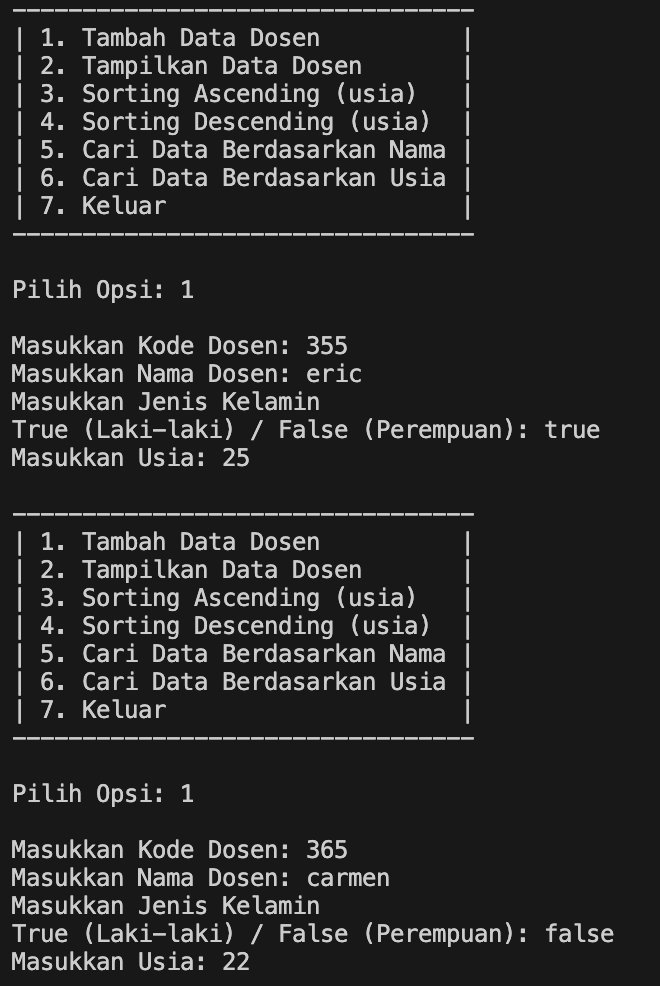 ----------------------------------
| 1. Tambah Data Dosen           |
| 2. Tampilkan Data Dosen        |
| 3. Sorting Ascending (usia)    |
| 4. Sorting Descending (usia)   |
| 5. Cari Data Berdasarkan Nama  |
| 6. Cari Data Berdasarkan Usia  |
| 7. Keluar                      |
----------------------------------
Pilih Opsi: 1
Masukkan Kode Dosen: 355
Masukkan Nama Dosen: eric
Masukkan Jenis Kelamin
True (Laki-laki) / False (Perempuan): true
Masukkan Usia: 25
----------------------------------
| 1. Tambah Data Dosen           |
| 2. Tampilkan Data Dosen        |
| 3. Sorting Ascending (usia)    |
| 4. Sorting Descending (usia)   |
| 5. Cari Data Berdasarkan Nama  |
| 6. Cari Data Berdasarkan Usia  |
| 7. Keluar                      |
----------------------------------
Pilih Opsi: 1
Masukkan Kode Dosen: 365
Masukkan Nama Dosen: carmen
Masukkan Jenis Kelamin
True (Laki-laki) / False (Perempuan): false
Masukkan Usia: 22